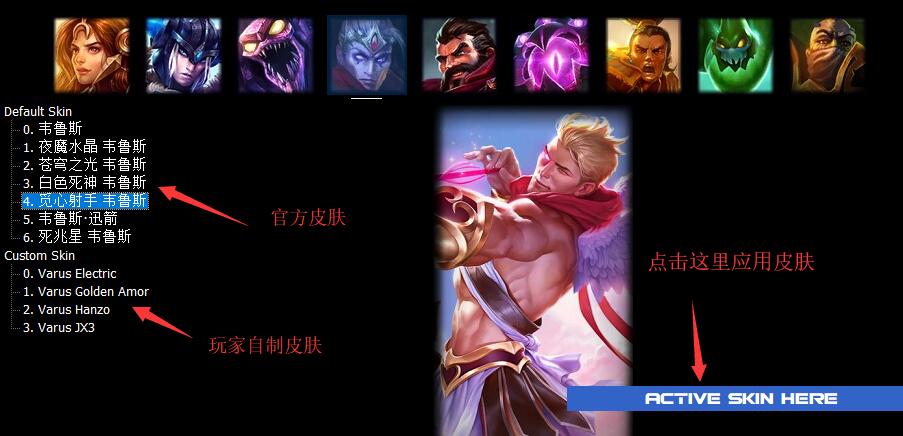 Default Skin
0. 韦鲁斯
1. 夜魔水晶 韦鲁斯
2. 苍穹之光 韦鲁斯
3. 白色死神 韦鲁斯
4. 觅心射手 韦鲁斯
5. 韦鲁斯·迅箭
6. 死兆星 韦鲁斯
官方皮肤
Custom Skin
0. Varus Electric
1. Varus Golden Amor
2. Varus Hanzo
3. Varus JX3
玩家自制皮肤
点击这里应用皮肤
ACTIVE SKIN HERE